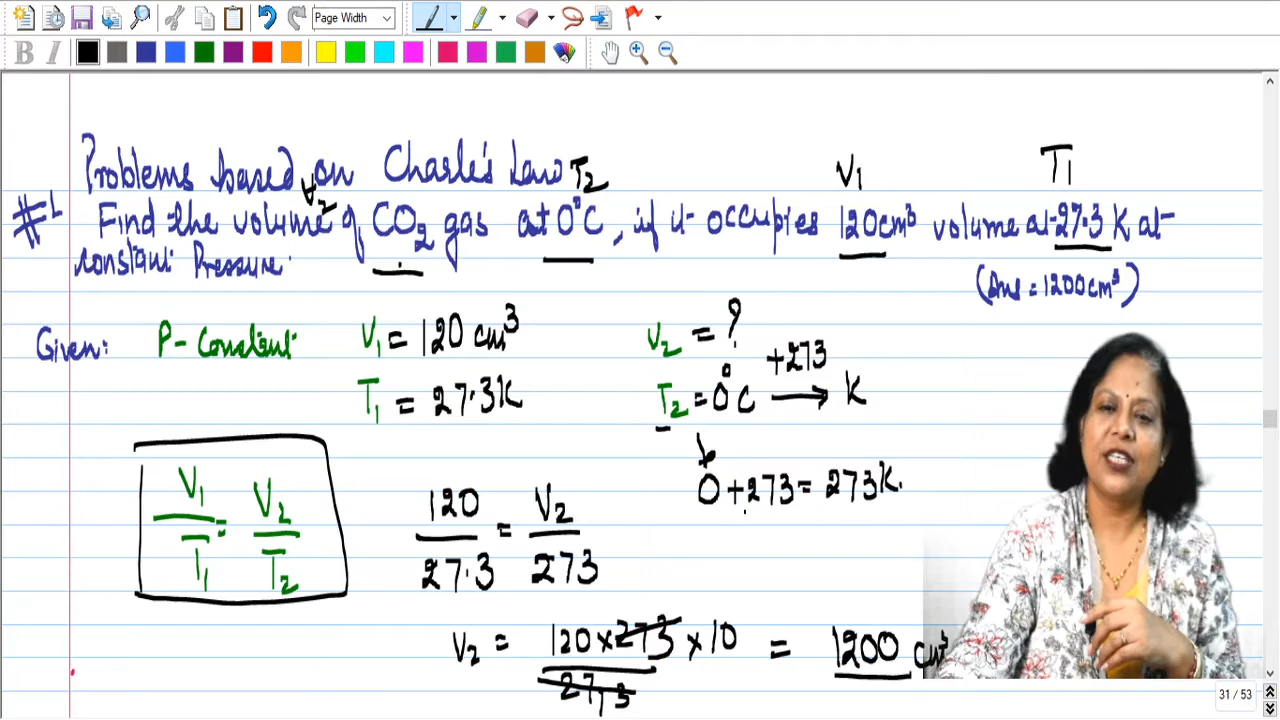 Page Width
B I
Problems based on Charle's Law
V2 T2 V1 T1
#1 Find the volume of CO2 gas at 0°C, if it occupies 120cm³ volume at 27.3 K at
constant Pressure.
(Ans = 1200cm³)
Given: P-Constant V1 = 120 cm³ V2 = ?
T1 = 27.3K T2 = 0°C +273 → K
0 + 273 = 273K.
V1/T1 = V2/T2 120/27.3 = V2/273
V2 = 120 × 273 × 10 / 27,3 = 1200 cm³
31 / 53